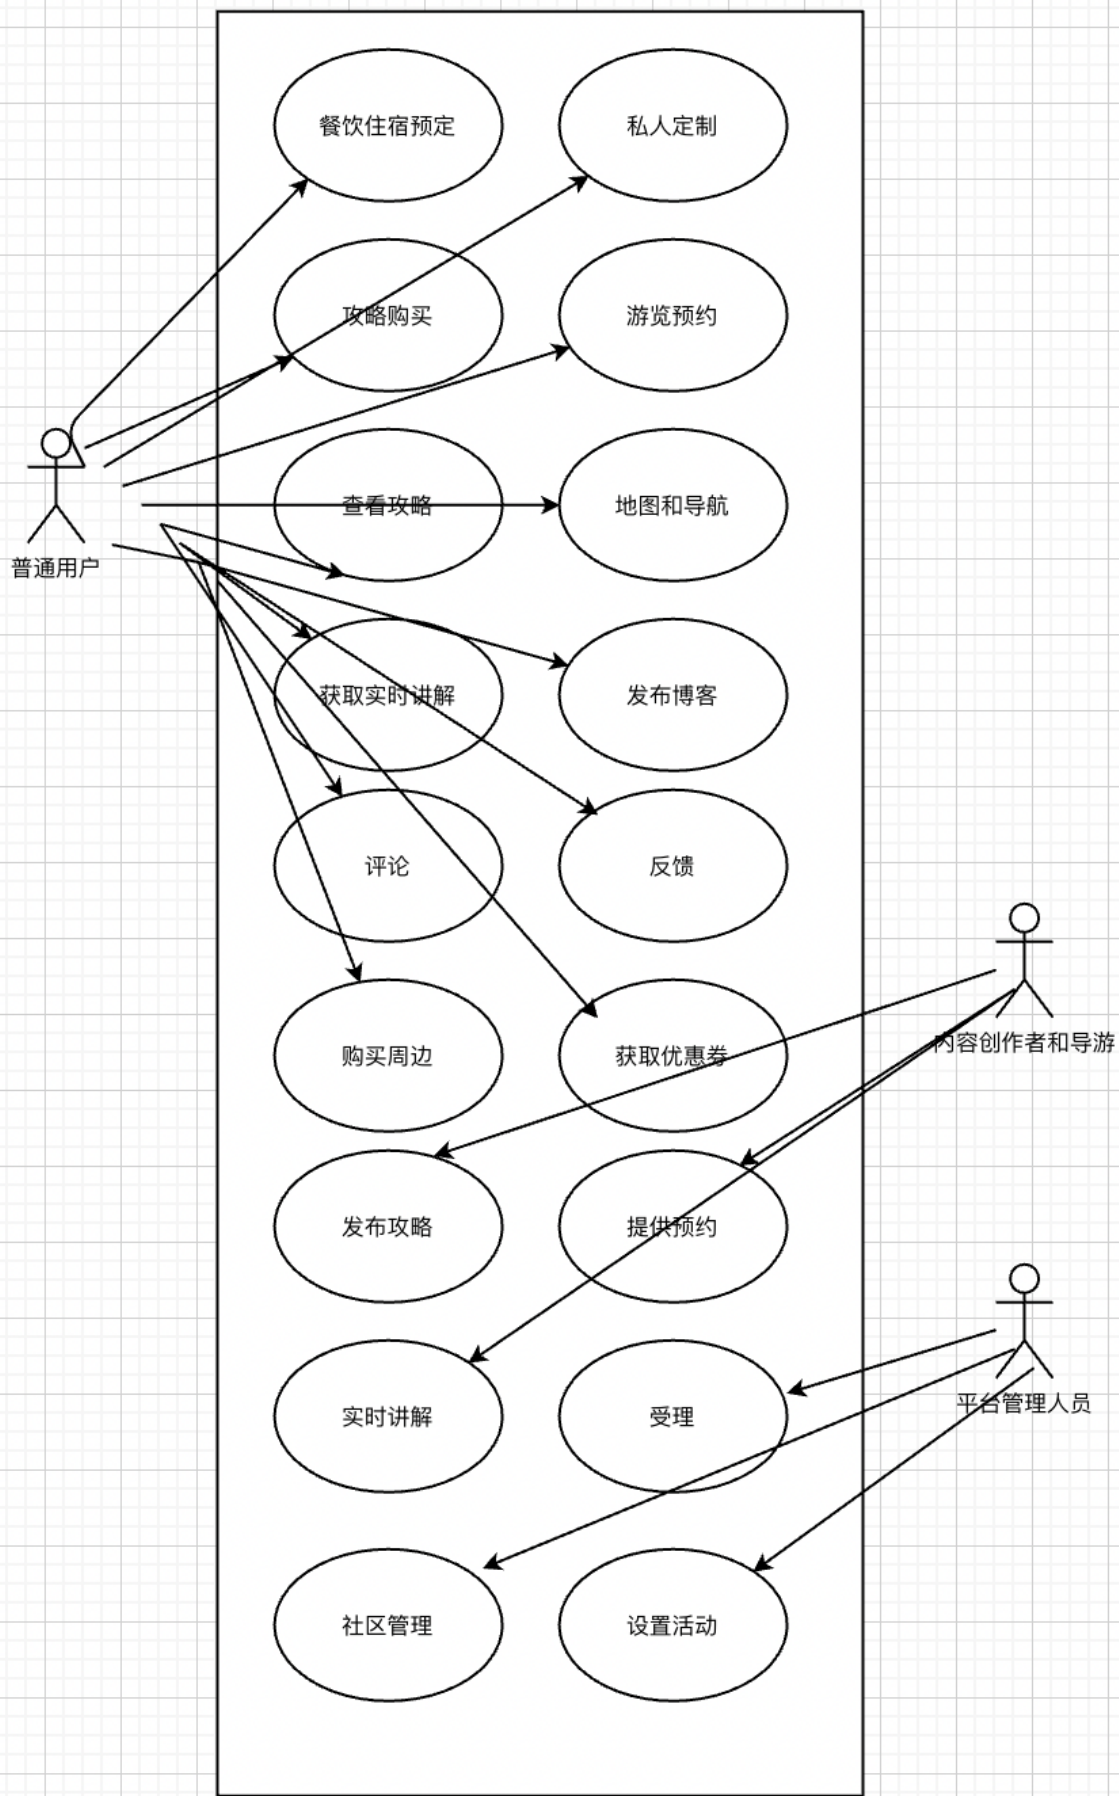 餐饮住宿预定
私人定制
攻略购买
游览预约
查看攻略
地图和导航
普通用户
获取实时讲解
发布博客
评论
反馈
购买周边
获取优惠券
内容创作者和导游
发布攻略
提供预约
实时讲解
受理
平台管理人员
社区管理
设置活动